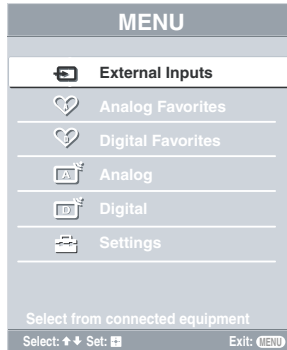 MENU
External Inputs
Analog Favorites
Digital Favorites
A Analog
D Digital
Settings
Select from connected equipment
Select: Set: Exit: MENU